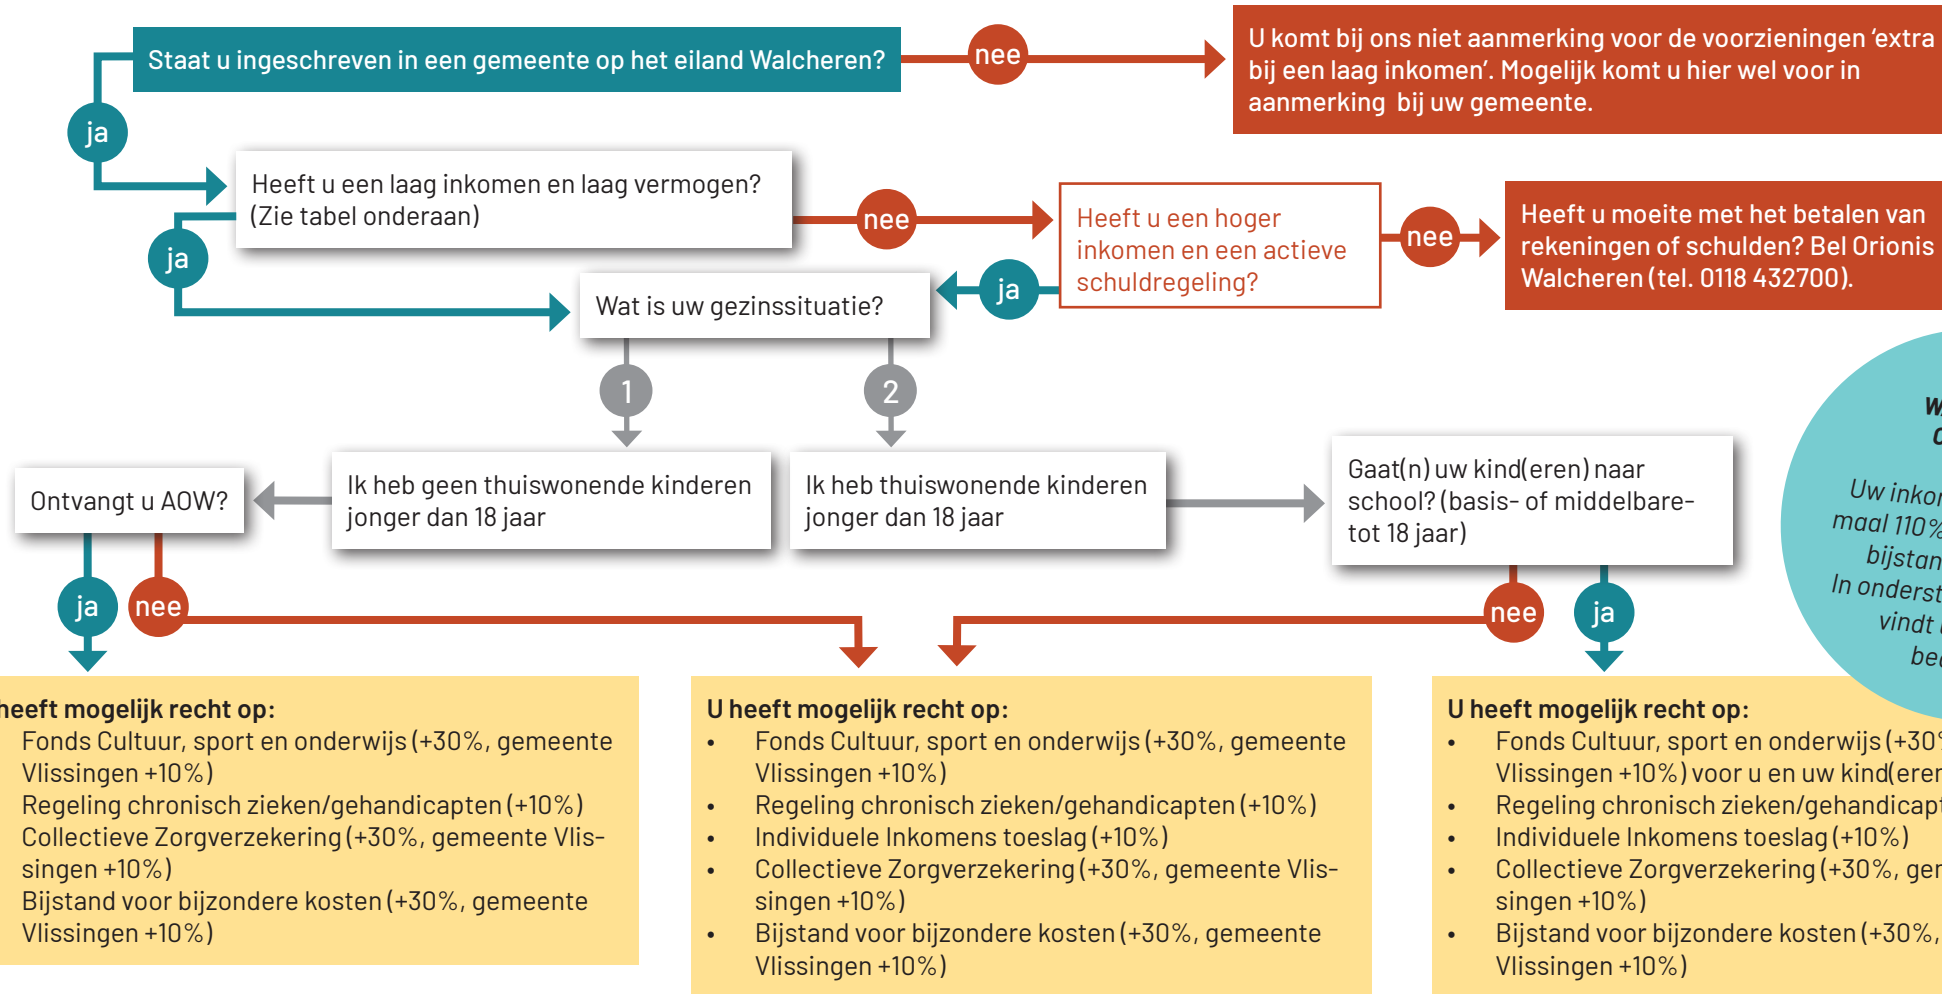 Staat u ingeschreven in een gemeente op het eiland Walcheren?
nee
U komt bij ons niet aanmerking voor de voorzieningen ‘extra
bij een laag inkomen’. Mogelijk komt u hier wel voor in
aanmerking bij uw gemeente.
ja
Heeft u een laag inkomen en laag vermogen?
(Zie tabel onderaan)
nee
Heeft u een hoger
inkomen en een actieve
schuldregeling?
nee
Heeft u moeite met het betalen van
rekeningen of schulden? Bel Orionis
Walcheren (tel. 0118 432700).
ja
ja
Wat is uw gezinssituatie?
1
2
Ontvangt u AOW?
Ik heb geen thuiswonende kinderen
jonger dan 18 jaar
Ik heb thuiswonende kinderen
jonger dan 18 jaar
Gaat(n) uw kind(eren) naar
school? (basis- of middelbare-
tot 18 jaar)
Uw
maal 110%
In
vindt
ja
nee
nee
ja
heeft mogelijk recht op:
Fonds Cultuur, sport en onderwijs (+30%, gemeente
Vlissingen +10%)
Regeling chronisch zieken/gehandicapten (+10%)
Collectieve Zorgverzekering (+30%, gemeente Vlis-
singen +10%)
Bijstand voor bijzondere kosten (+30%, gemeente
Vlissingen +10%)
U heeft mogelijk recht op:
• Fonds Cultuur, sport en onderwijs (+30%, gemeente
Vlissingen +10%)
• Regeling chronisch zieken/gehandicapten (+10%)
• Individuele Inkomens toeslag (+10%)
• Collectieve Zorgverzekering (+30%, gemeente Vlis-
singen +10%)
• Bijstand voor bijzondere kosten (+30%, gemeente
Vlissingen +10%)
U heeft mogelijk recht op:
• Fonds Cultuur, sport en onderwijs (+30
Vlissingen +10%) voor u en uw kind(eren
• Regeling chronisch zieken/gehandicap
• Individuele Inkomens toeslag (+10%)
• Collectieve Zorgverzekering (+30%, ge
singen +10%)
• Bijstand voor bijzondere kosten (+30%,
Vlissingen +10%)